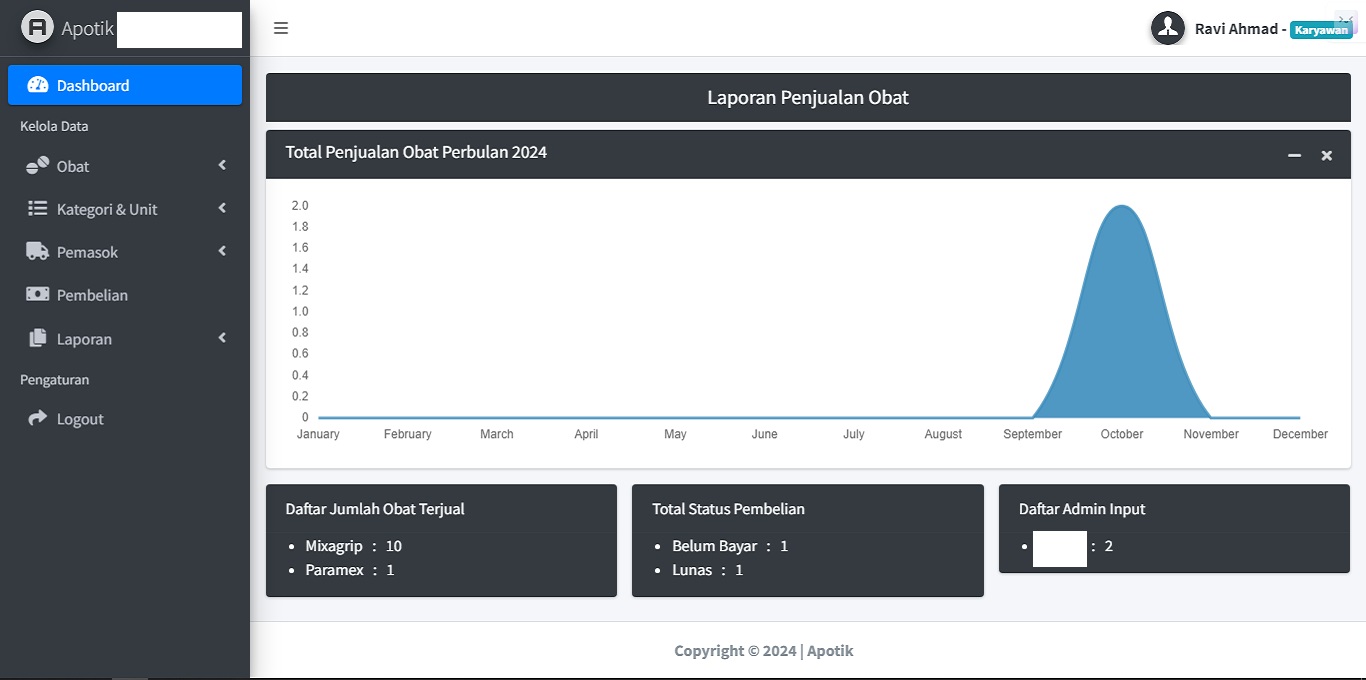 Apotik
Ravi Ahmad - Karyawan
Dashboard
Kelola Data
Obat
Kategori & Unit
Pemasok
Pembelian
Laporan
Pengaturan
Logout
Laporan Penjualan Obat
Total Penjualan Obat Perbulan 2024
2.0
1.8
1.6
1.4
1.2
1.0
0.8
0.6
0.4
0.2
0
January February March April May June July August September October November December
Daftar Jumlah Obat Terjual
Mixagrip : 10
Paramex : 1
Total Status Pembelian
Belum Bayar : 1
Lunas : 1
Daftar Admin Input
: 2
Copyright © 2024 | Apotik